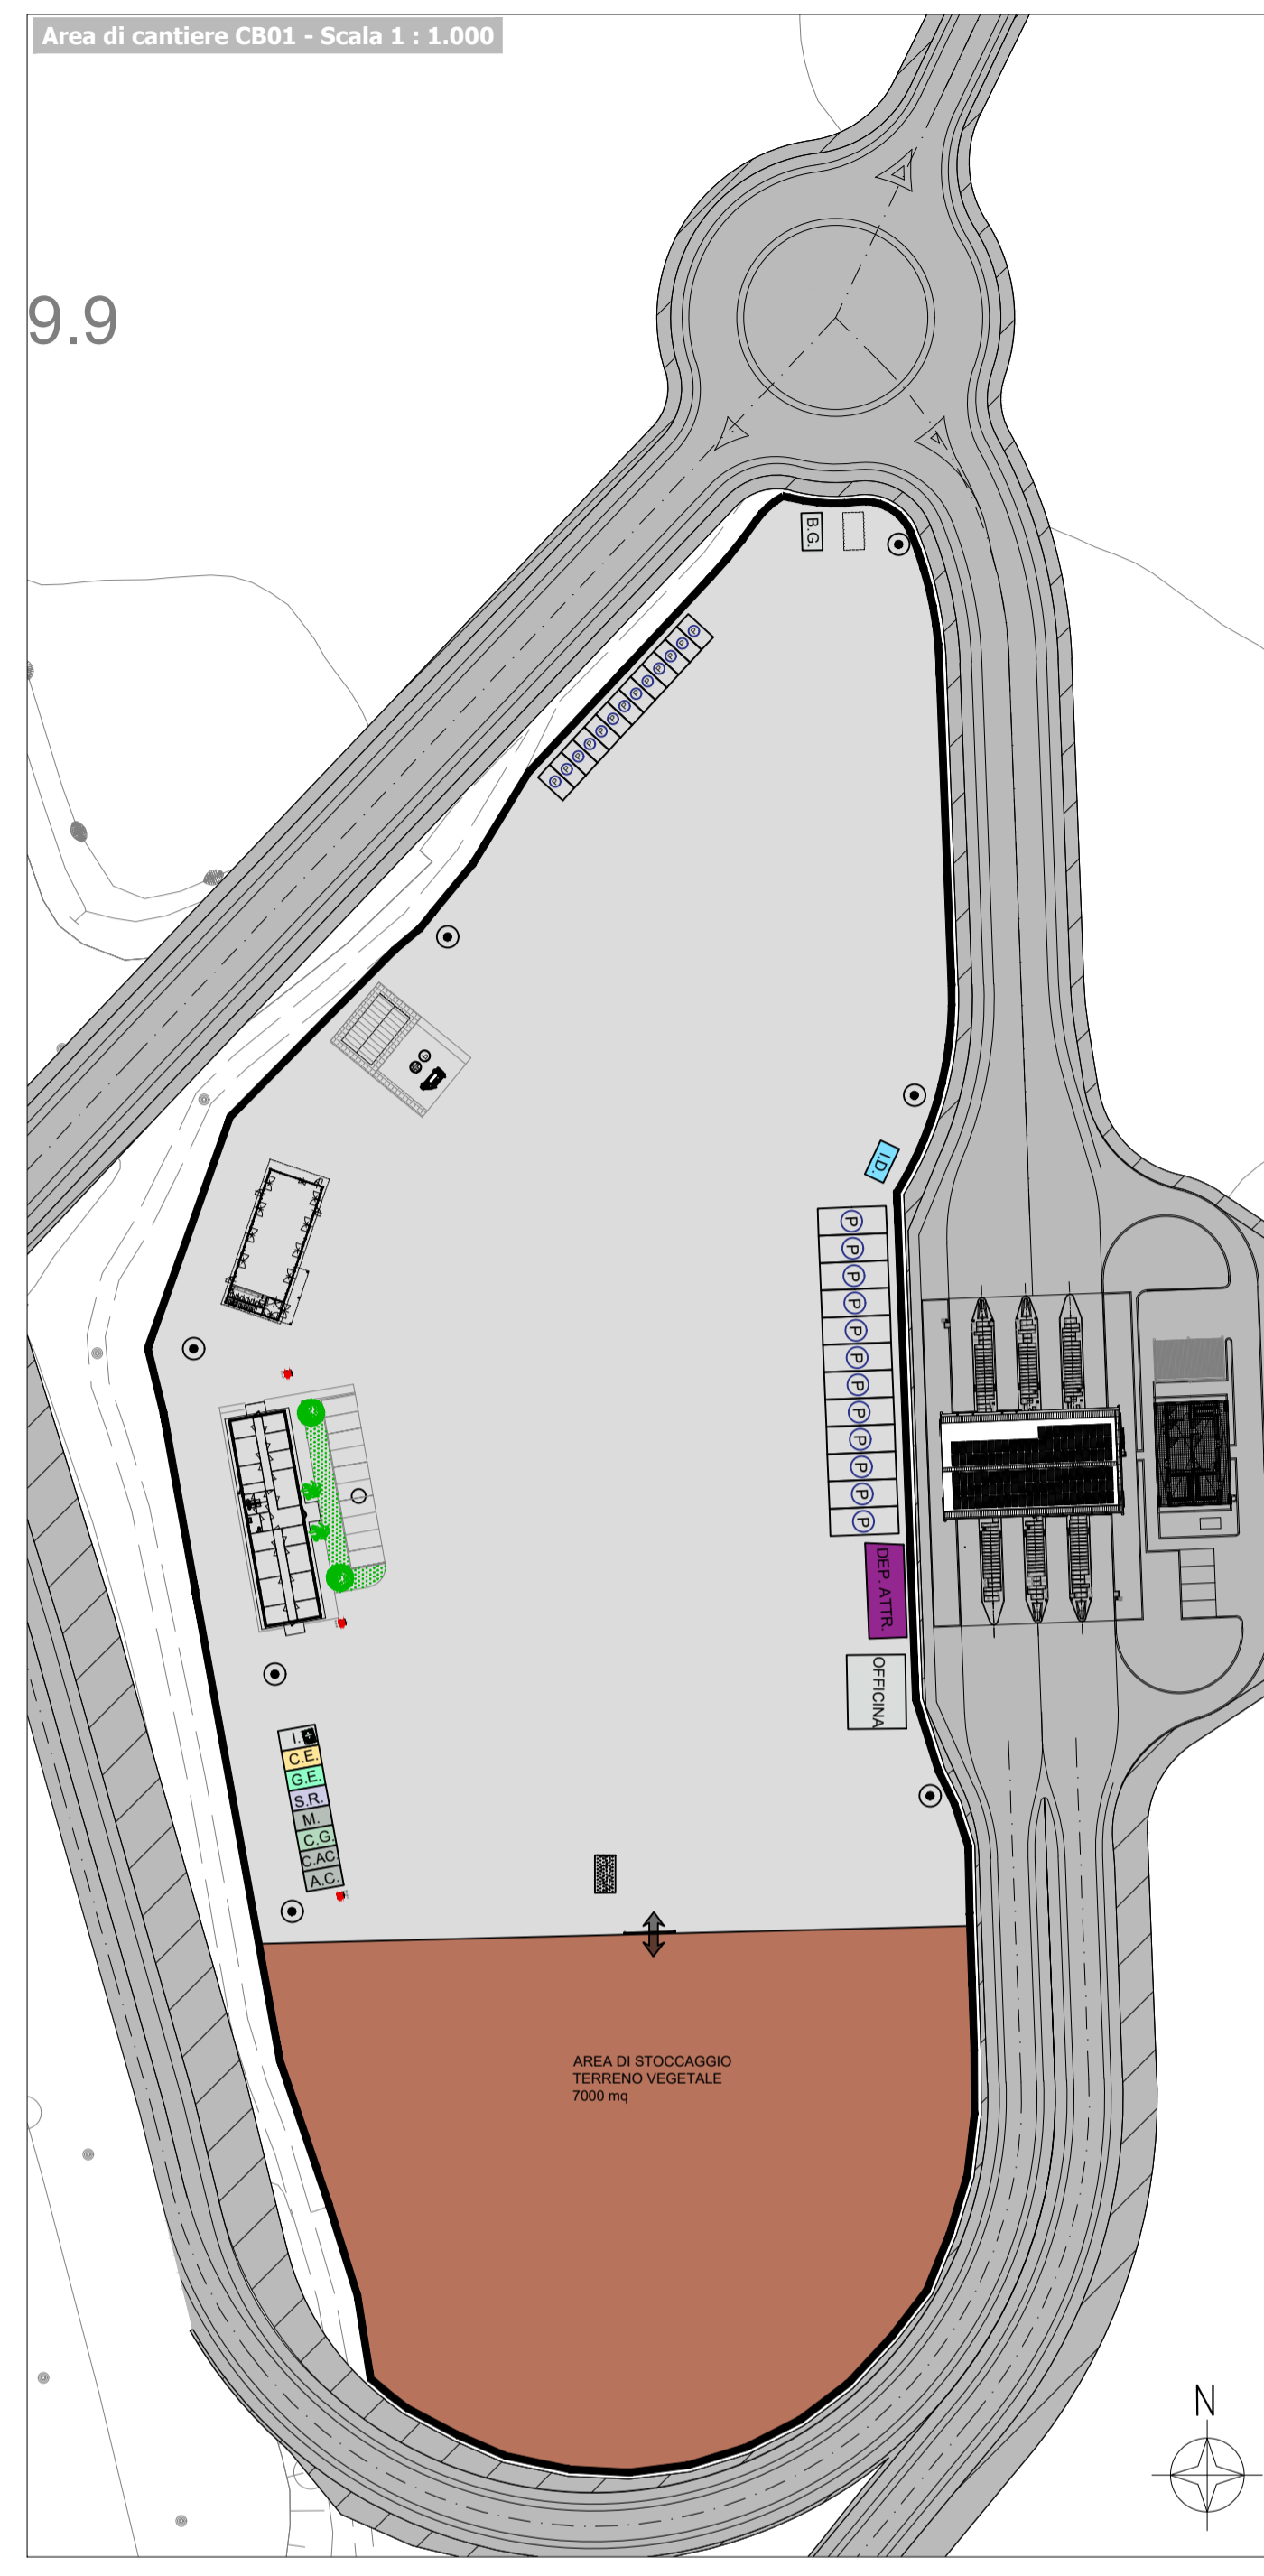 Area di cantiere CB01 - Scala 1 : 1.000
9.9
B.G.
P
P
P
P
P
P
P
P
P
P
P
P
P
I.D.
P
P
P
P
P
P
P
P
P
P
P
P
DEP. ATTR.
OFFICINA
I.
C.E.
G.E.
S.R.
M.
C.G.
C.AC.
A.C.
AREA DI STOCCAGGIO
TERRENO VEGETALE
7000 mq
N